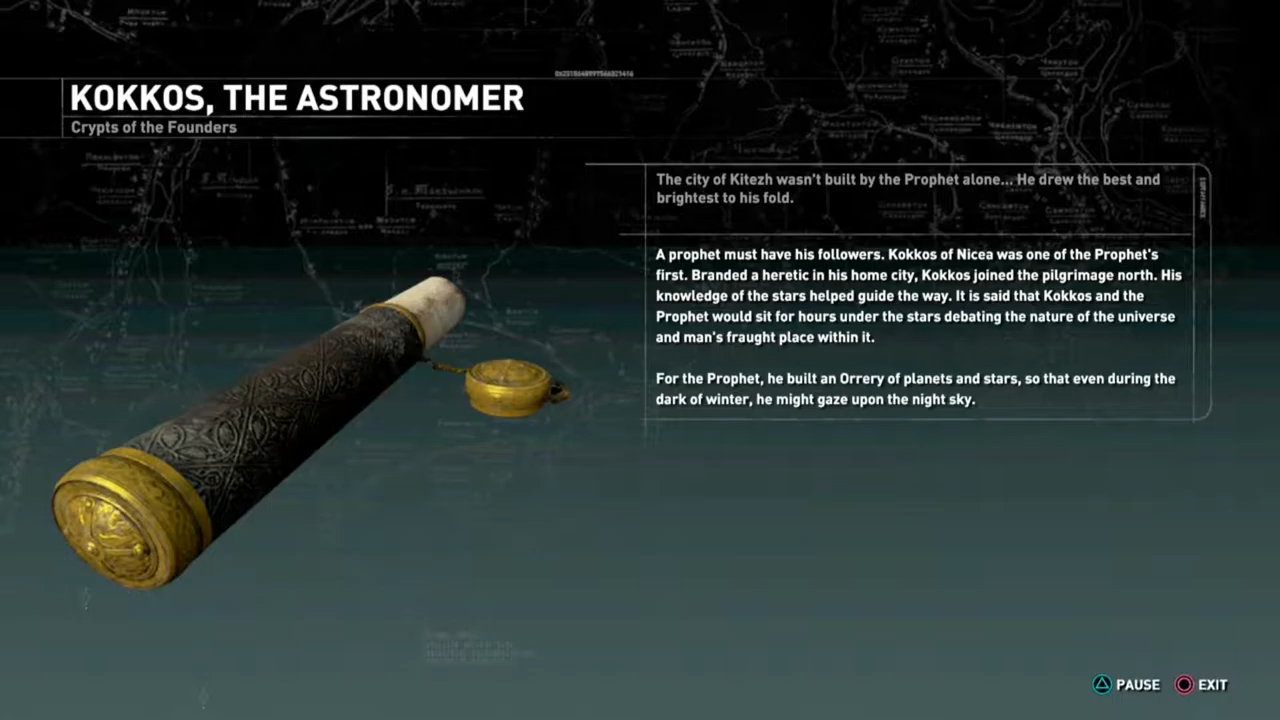 0x2018648977566021416
KOKKOS, THE ASTRONOMER
Crypts of the Founders
The city of Kitezh wasn't built by the Prophet alone... He drew the best and
brightest to his fold.
A prophet must have his followers. Kokkos of Nicea was one of the Prophet's
first. Branded a heretic in his home city, Kokkos joined the pilgrimage north. His
knowledge of the stars helped guide the way. It is said that Kokkos and the
Prophet would sit for hours under the stars debating the nature of the universe
and man's fraught place within it.
For the Prophet, he built an Orrery of planets and stars, so that even during the
dark of winter, he might gaze upon the night sky.
PAUSE EXIT